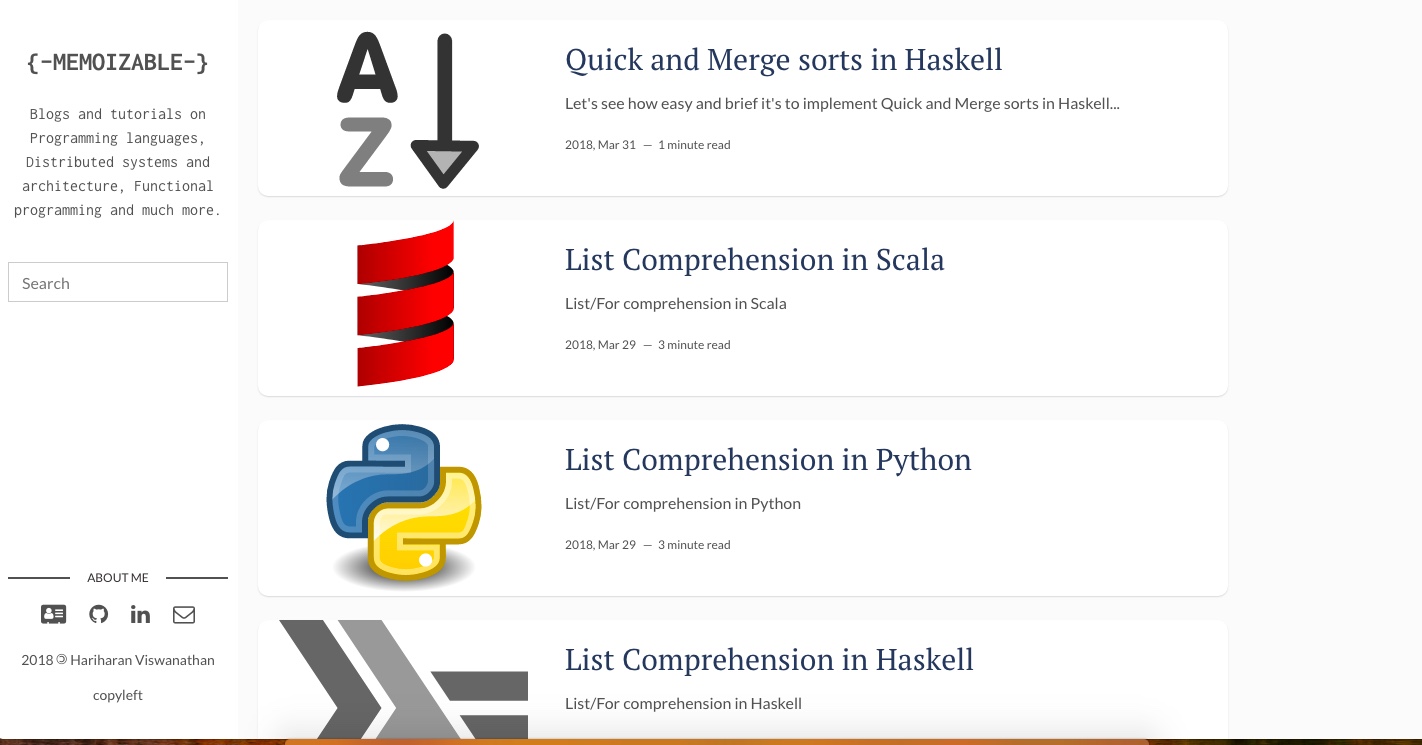 {-MEMOIZABLE-}
Blogs and tutorials on
Programming languages,
Distributed systems and
architecture, Functional
programming and much more.
Search
ABOUT ME
2018 🄯 Hariharan Viswanathan
copyleft
A
Z
Quick and Merge sorts in Haskell
Let's see how easy and brief it's to implement Quick and Merge sorts in Haskell...
2018, Mar 31 — 1 minute read
List Comprehension in Scala
List/For comprehension in Scala
2018, Mar 29 — 3 minute read
List Comprehension in Python
List/For comprehension in Python
2018, Mar 29 — 3 minute read
List Comprehension in Haskell
List/For comprehension in Haskell